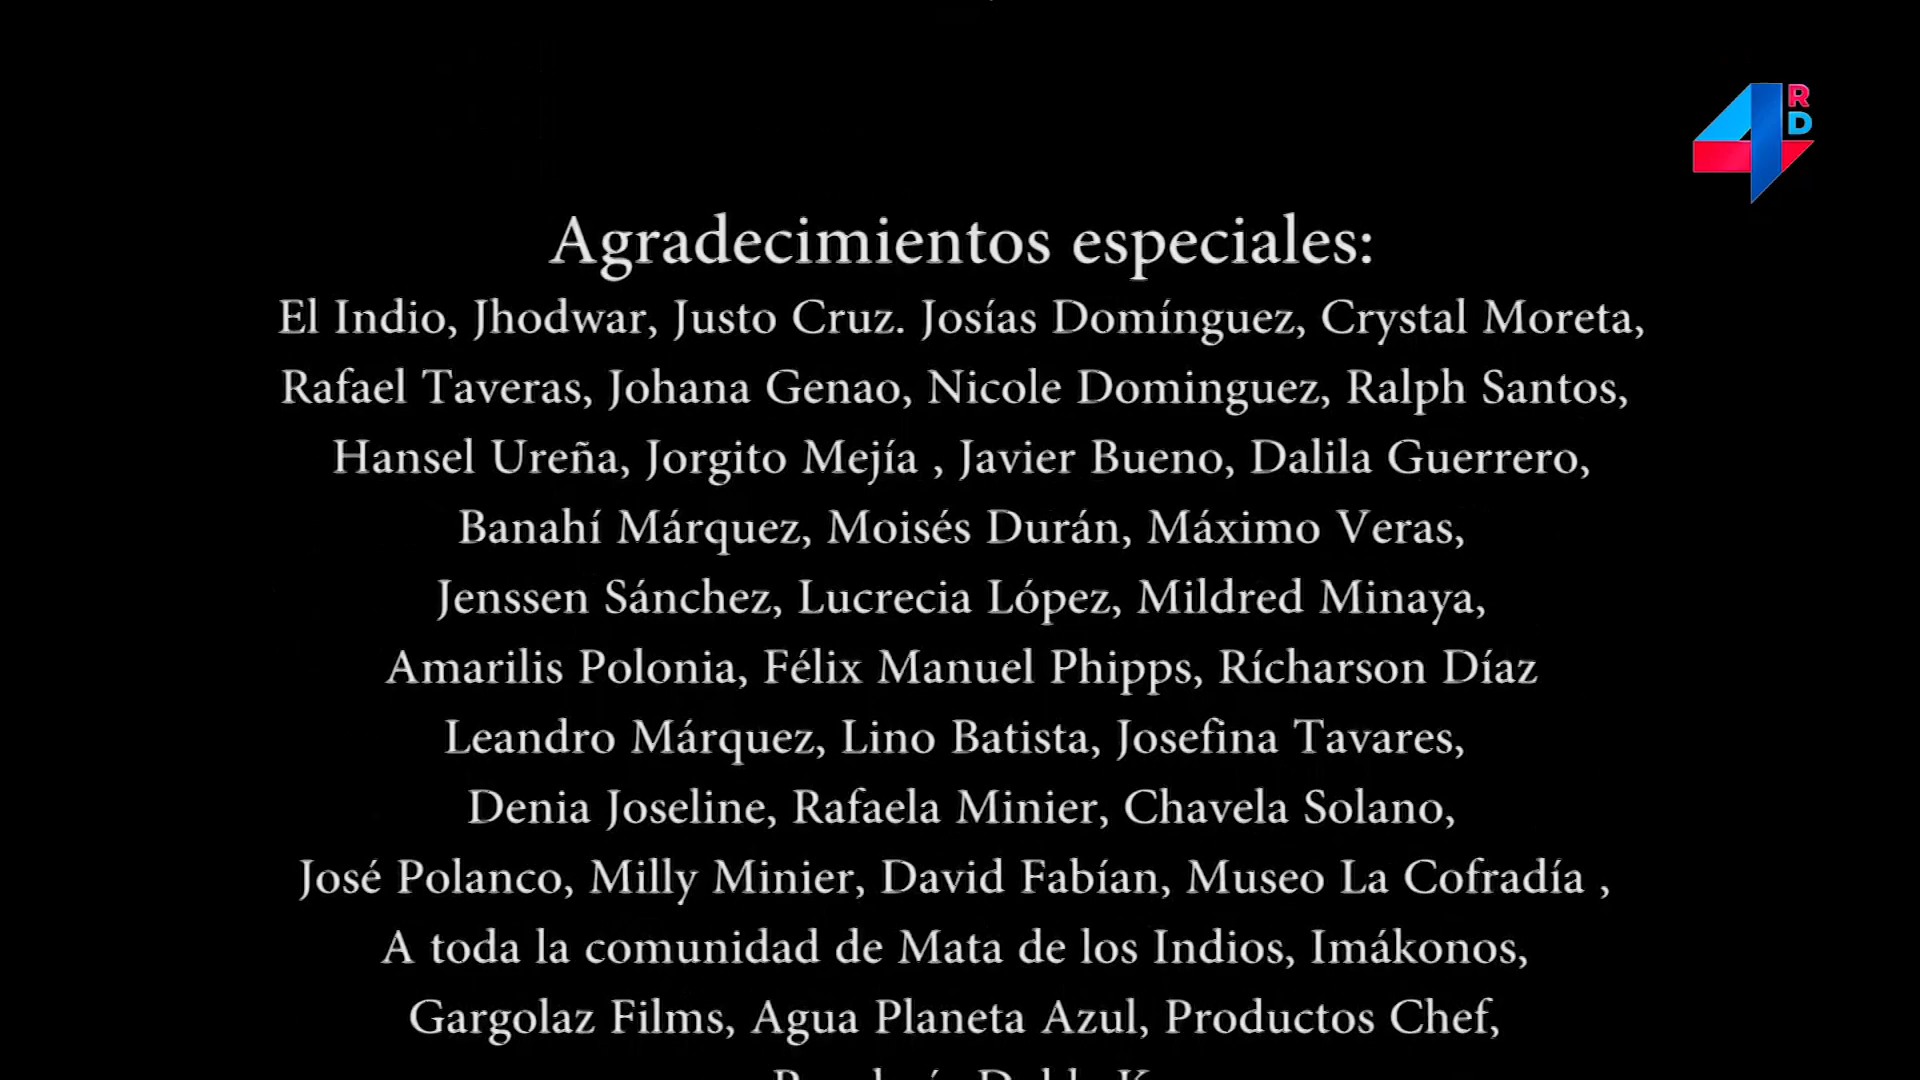 4
RD
Agradecimientos especiales:
El Indio, Jhodwar, Justo Cruz. Josías Domínguez, Crystal Moreta,
Rafael Taveras, Johana Genao, Nicole Dominguez, Ralph Santos,
Hansel Ureña, Jorgito Mejía , Javier Bueno, Dalila Guerrero,
Banahí Márquez, Moisés Durán, Máximo Veras,
Jenssen Sánchez, Lucrecia López, Mildred Minaya,
Amarilis Polonia, Félix Manuel Phipps, Rícharson Díaz
Leandro Márquez, Lino Batista, Josefina Tavares,
Denia Joseline, Rafaela Minier, Chavela Solano,
José Polanco, Milly Minier, David Fabían, Museo La Cofradía ,
A toda la comunidad de Mata de los Indios, Imákonos,
Gargolaz Films, Agua Planeta Azul, Productos Chef,